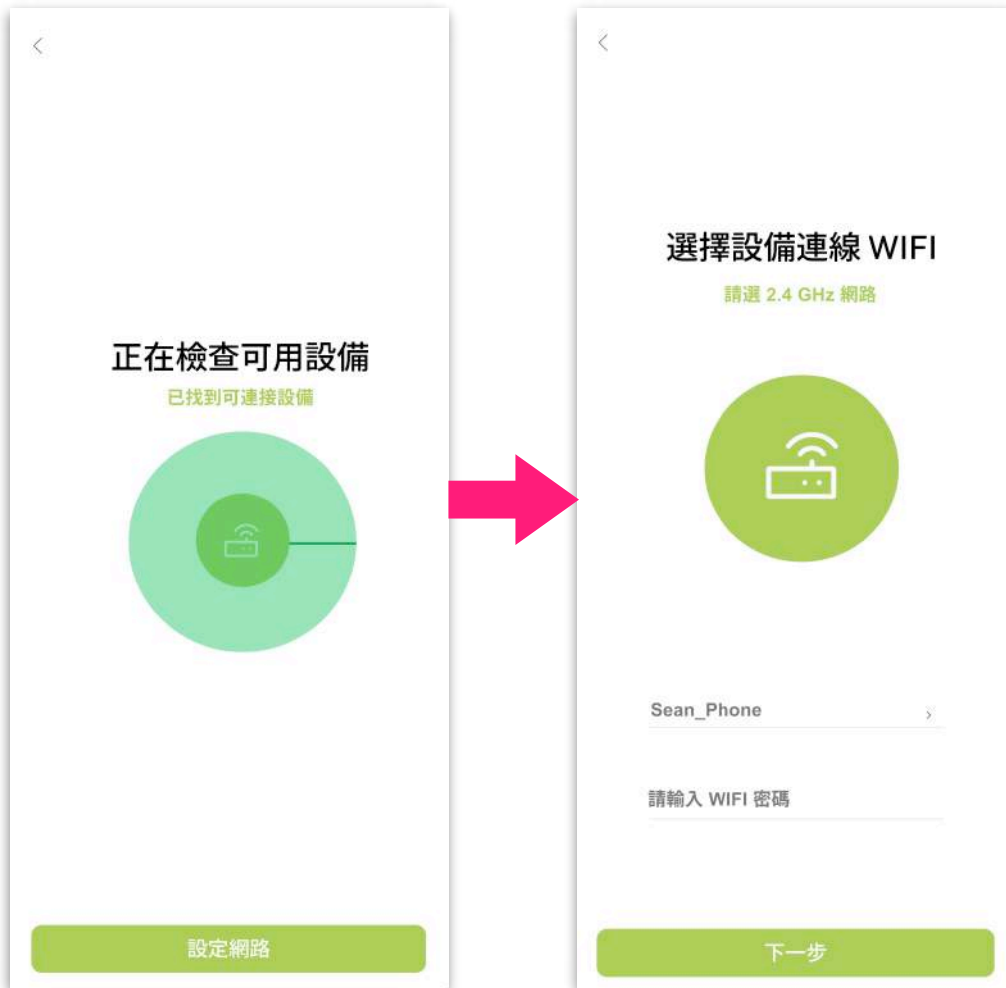 正在檢查可用設備
已找到可連接設備
設定網路
選擇設備連線 WIFI
請選 2.4 GHz 網路
Sean_Phone
請輸入 WIFI 密碼
下一步